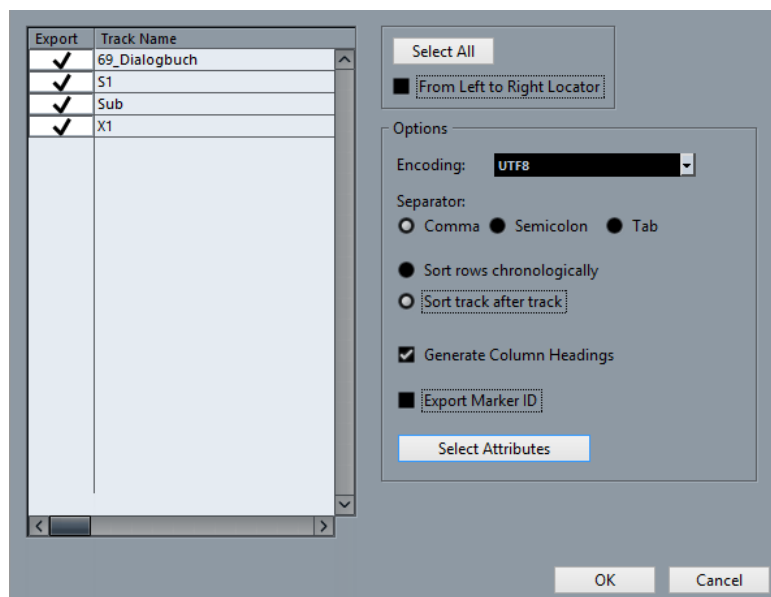 Export Track Name
69_Dialogbuch
S1
Sub
X1
Select All
From Left to Right Locator
Options
Encoding: UTF8
Separator:
Comma Semicolon Tab
Sort rows chronologically
Sort track after track
Generate Column Headings
Export Marker ID
Select Attributes
OK Cancel